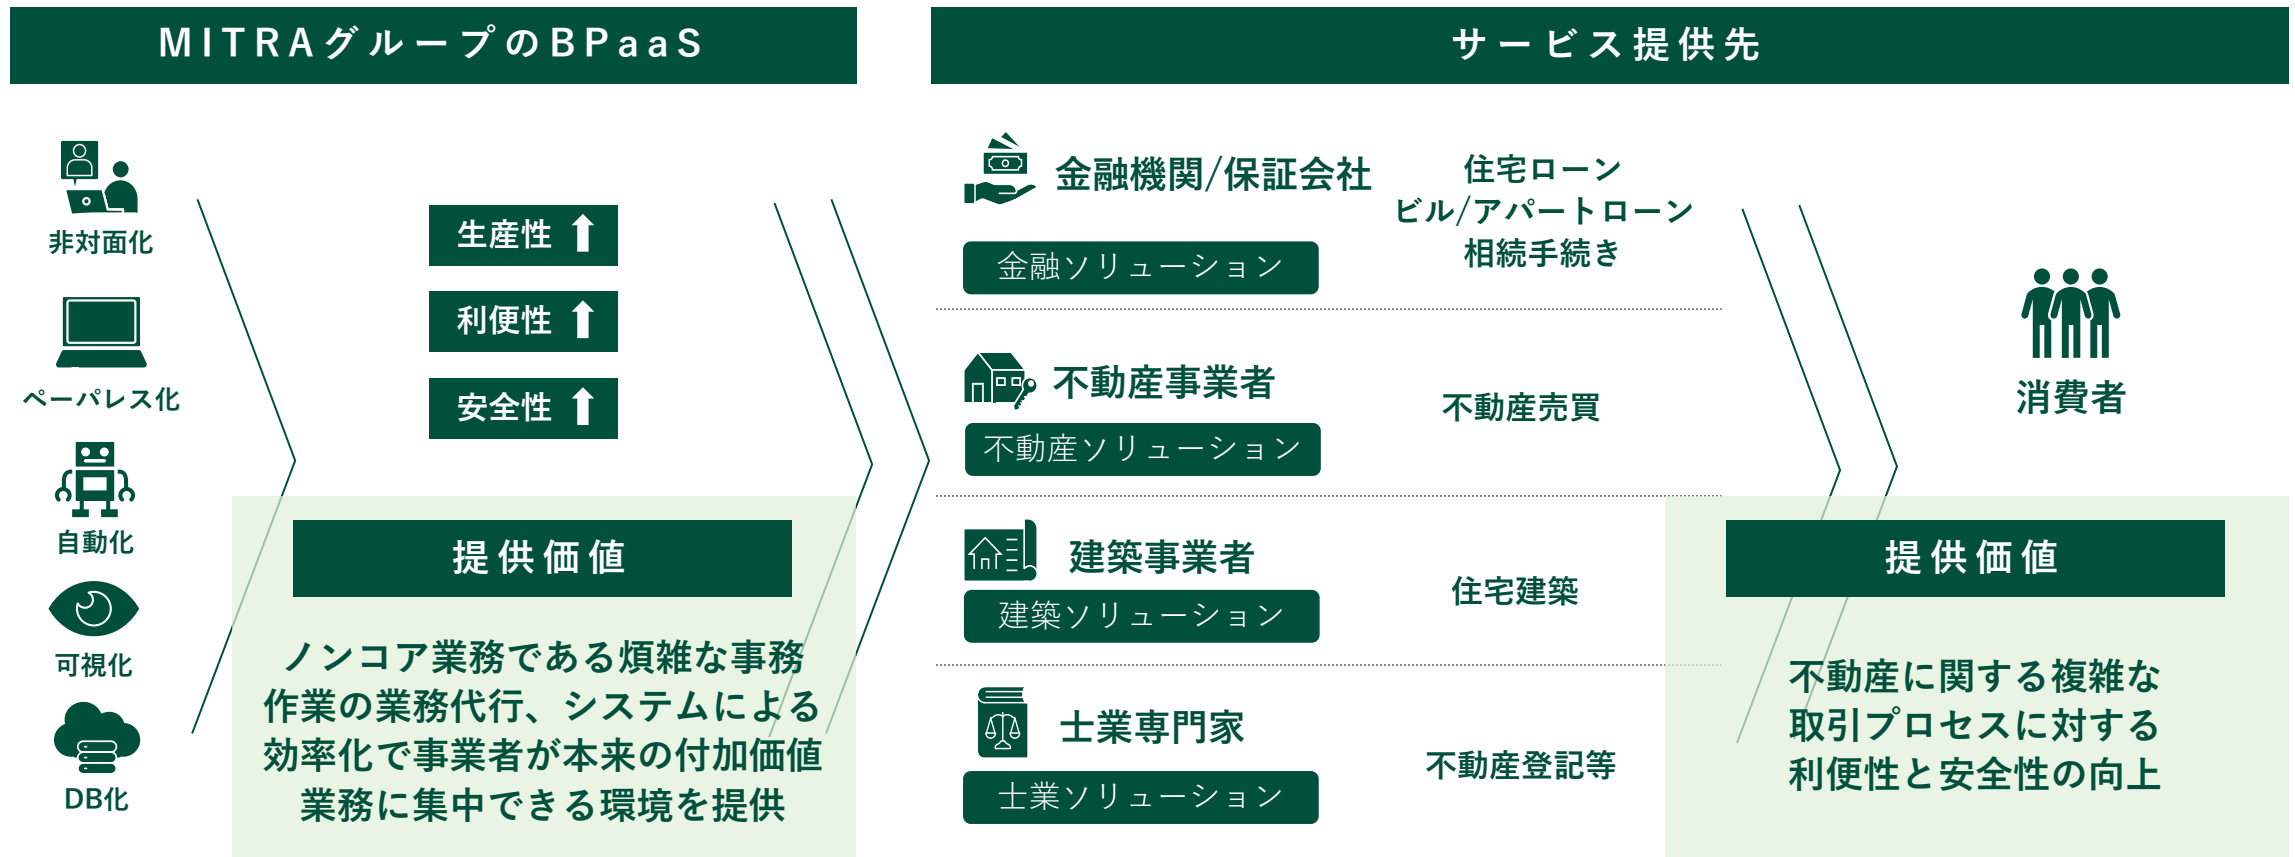 MITRAグループのBPaaS
非対面化
ペーパレス化
自動化
可視化
DB化
生産性
利便性
安全性
提供価値
ノンコア業務である煩雑な事務
作業の業務代行、システムによる
効率化で事業者が本来の付加価値
業務に集中できる環境を提供
サービス提供先
金融機関/保証会社
金融ソリューション
住宅ローン
ビル/アパートローン
相続手続き
不動産事業者
不動産ソリューション
不動産売買
建築事業者
建築ソリューション
住宅建築
士業専門家
士業ソリューション
不動産登記等
消費者
提供価値
不動産に関する複雑な
取引プロセスに対する
利便性と安全性の向上